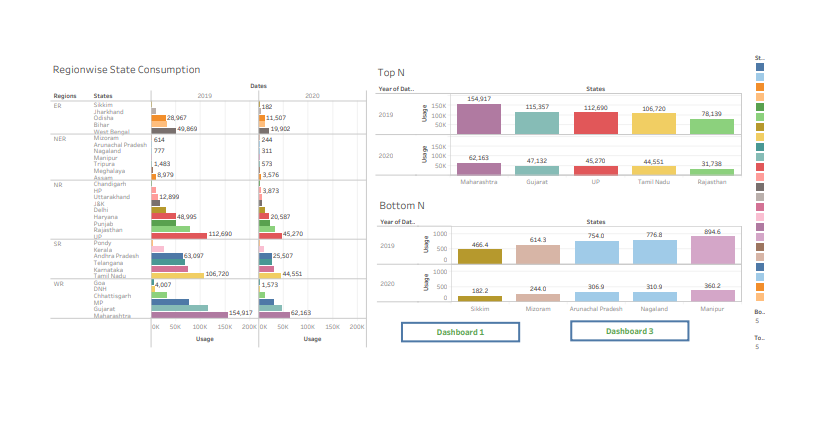 St..
Regionwise State Consumption
Dates
Regions States 2019 2020
ER Sikkim 182
Jharkhand
Odisha 28,967 11,507
Bihar
West Bangal 49,869 19,902
NER Mizoram 614 244
Arunachal Pradesh
Nagaland 777 311
Manipur
Tripura 1,483 573
Meghalaya
Assam 8,979 3,576
NR Chandigarh
HP 3,873
Uttarakhand 12,899
J&K
Delhi
Haryana 48,995 20,587
Punjab
Rajasthan
UP 112,690 45,270
SR Pondy
Kerala
Andhra Pradesh 63,097 25,507
Telangana
Karnataka
Tamil Nadu 106,720 44,551
WR Goa 4,007 1,573
DNH
Chhattisgarh
MP
Gujarat
Maharashtra 154,917 62,163
0K 50K 100K 150K 200K 0K 50K 100K 150K 200K
Usage Usage
Top N
Year of Dat.. States
2019 Usage 150K 100K 50K 154,917 115,357 112,690 106,720 78,139
2020 Usage 150K 100K 50K 62,163 47,132 45,270 44,551 31,738
Maharashtra Gujarat UP Tamil Nadu Rajasthan
Bottom N
Year of Dat.. States
2019 Usage 1000 500 0 466.4 614.3 754.0 776.8 894.6
2020 Usage 1000 500 0 182.2 244.0 306.9 310.9 360.2
Sikkim Mizoram Arunachal Pradesh Nagaland Manipur
Dashboard 1 Dashboard 3
Bo..
5
To..
5